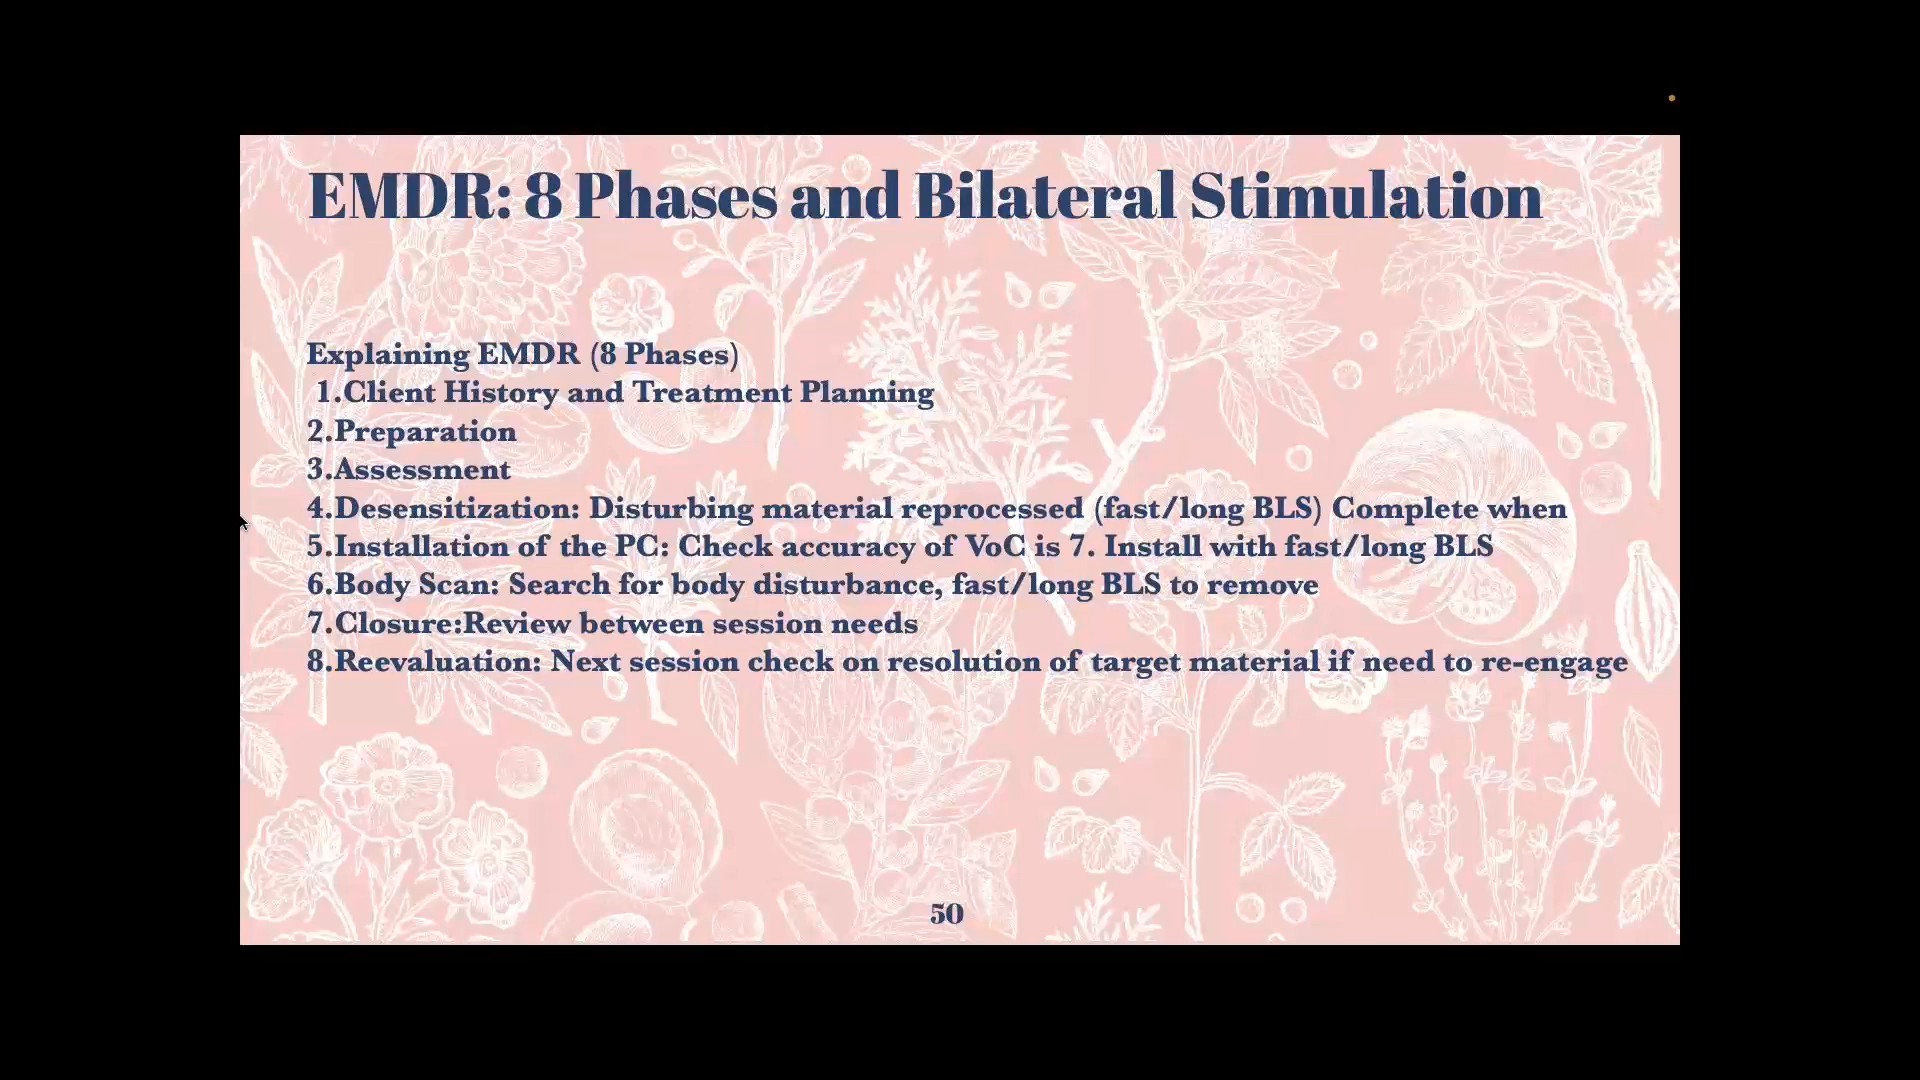 EMDR: 8 Phases and Bilateral Stimulation
Explaining EMDR (8 Phases)
1.Client History and Treatment Planning
2.Preparation
3.Assessment
4.Desensitization: Disturbing material reprocessed (fast/long BLS) Complete when
5.Installation of the PC: Check accuracy of VoC is 7. Install with fast/long BLS
6.Body Scan: Search for body disturbance, fast/long BLS to remove
7.Closure:Review between session needs
8.Reevaluation: Next session check on resolution of target material if need to re-engage
50